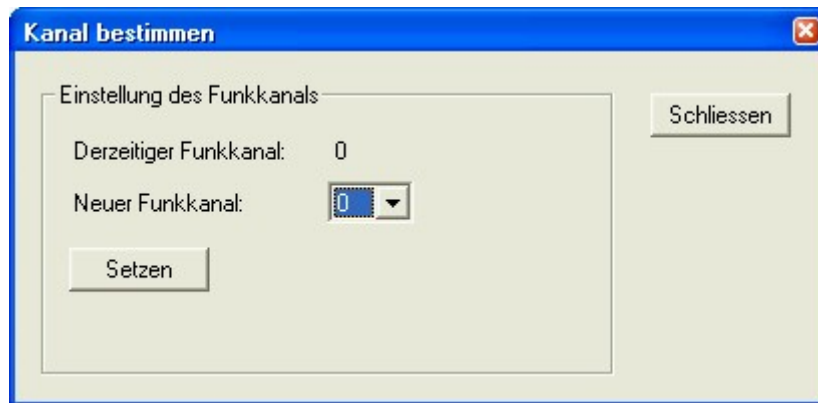 Kanal bestimmen
Einstellung des Funkkanals
Schliessen
Derzeitiger Funkkanal: 0
Neuer Funkkanal: 0
Setzen